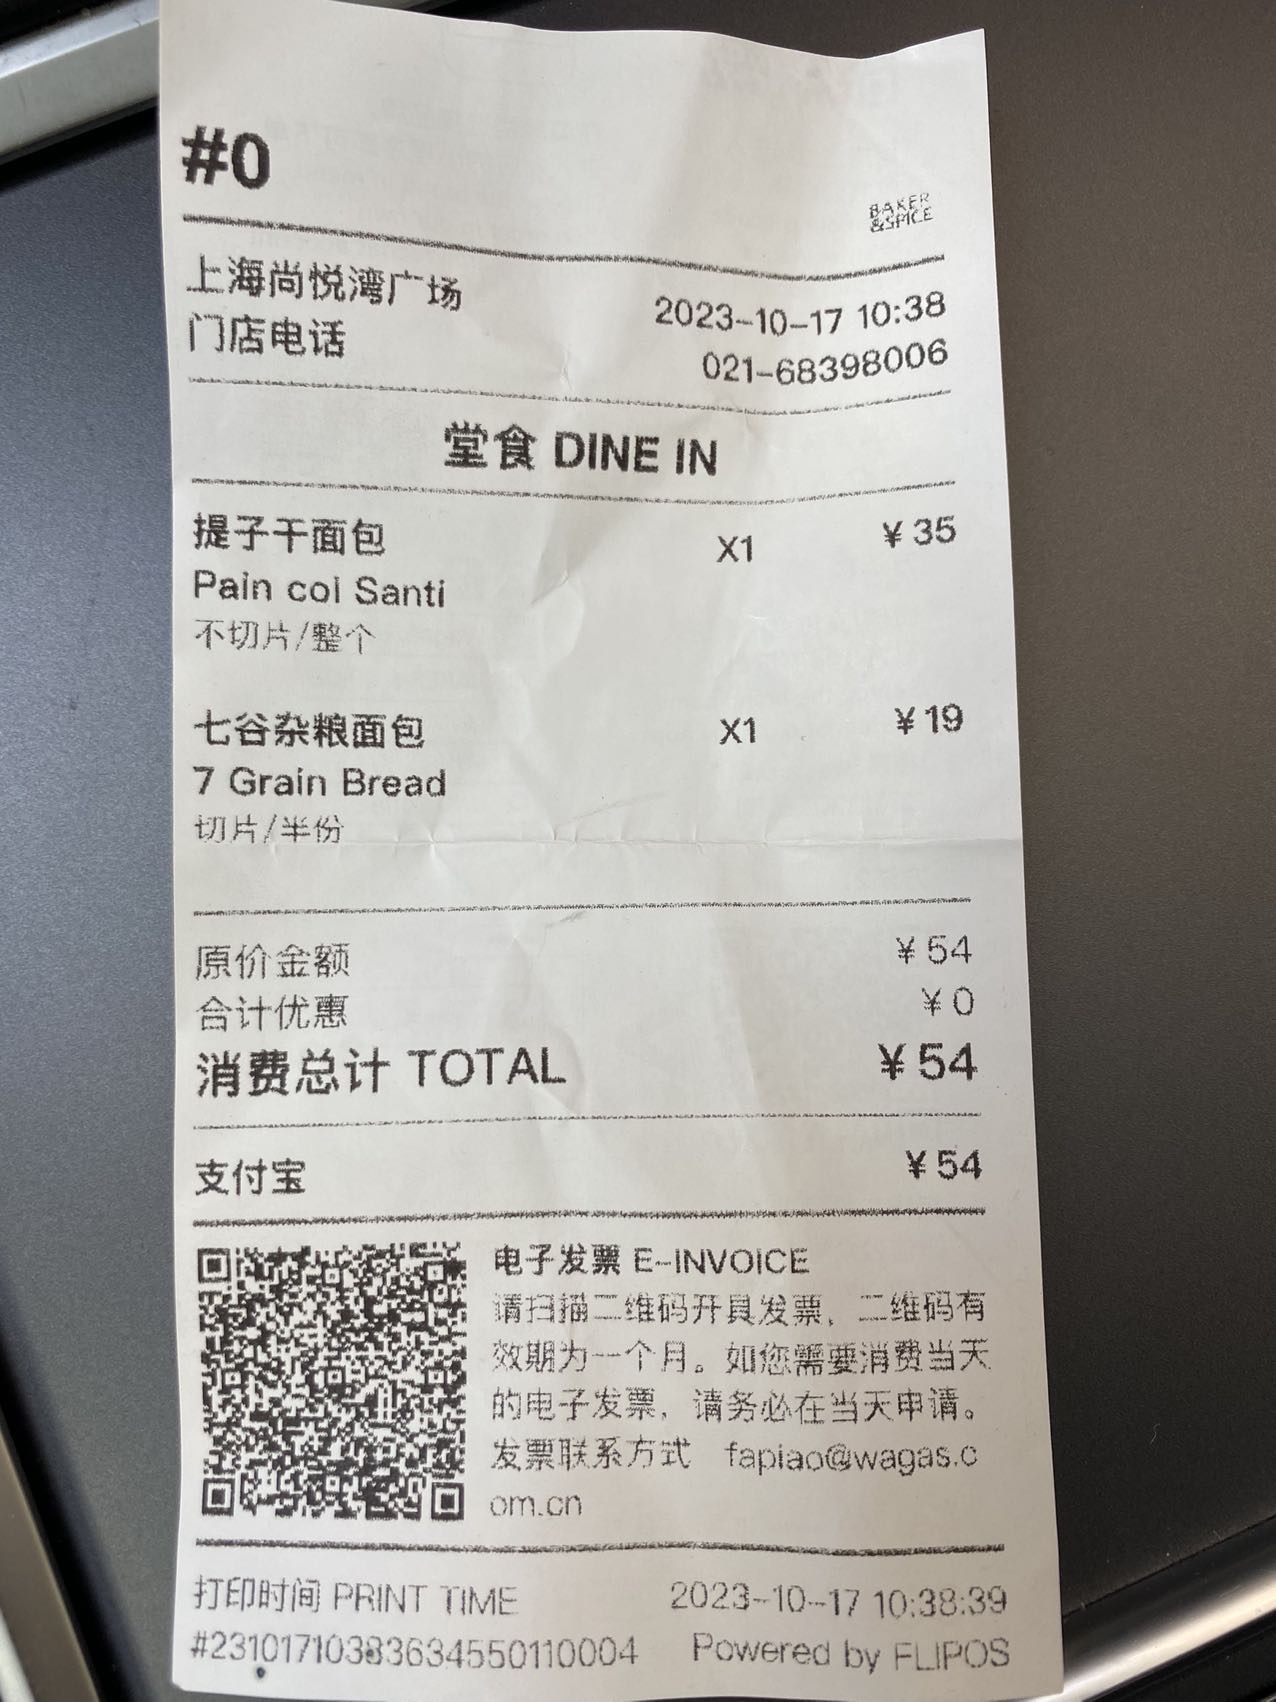 #0
BAKER
&SPICE
上海尚悦湾广场 2023-10-17 10:38
门店电话 021-68398006
堂食 DINE IN
提子干面包 X1 ¥35
Pain coi Santi
不切片/整个
七谷杂粮面包 X1 ¥19
7 Grain Bread
切片/半份
原价金额 ¥54
合计优惠 ¥0
消费总计 TOTAL ¥54
支付宝 ¥54
电子发票 E-INVOICE
请扫描二维码开具发票，二维码有
效期为一个月。如您需要消费当天
的电子发票，请务必在当天申请。
发票联系方式 fapiao@wagas.c
om.cn
打印时间 PRINT TIME 2023-10-17 10:38:39
#23101710383634550110004 Powered by FLIPOS